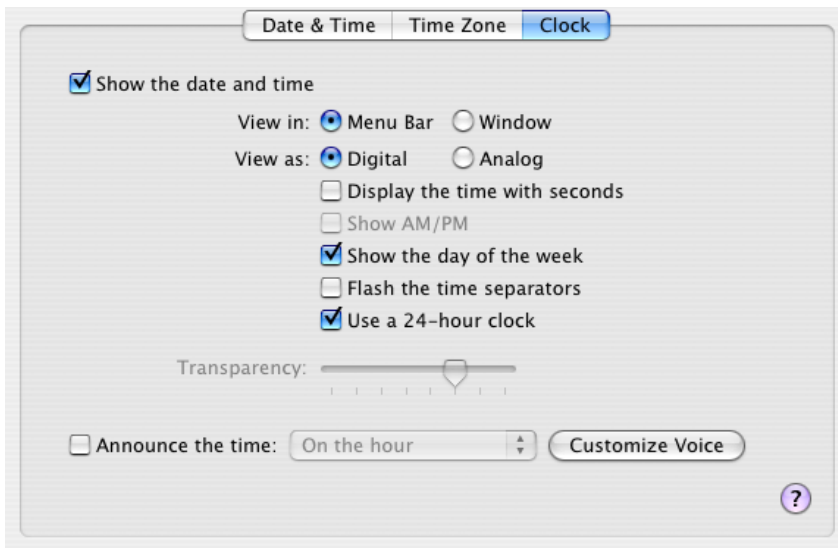 Date & Time Time Zone Clock
Show the date and time
View in: Menu Bar Window
View as: Digital Analog
Display the time with seconds
Show AM/PM
Show the day of the week
Flash the time separators
Use a 24-hour clock
Transparency:
Announce the time: On the hour Customize Voice
?